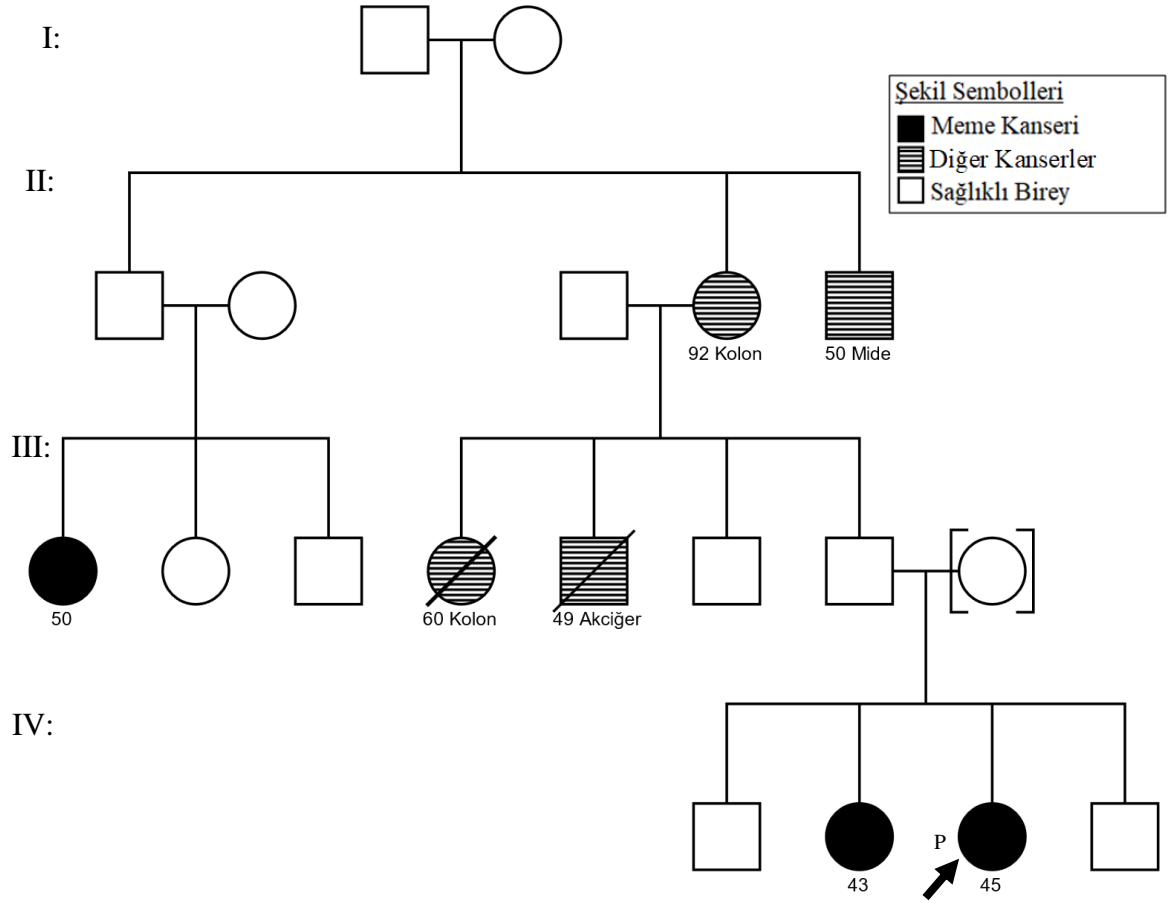 I:
Şekil Sembolleri
Meme Kanseri
Diğer Kanserler
Sağlıklı Birey
II:
92 Kolon
50 Mide
III:
50
60 Kolon
49 Akciğer
IV:
P
43
45